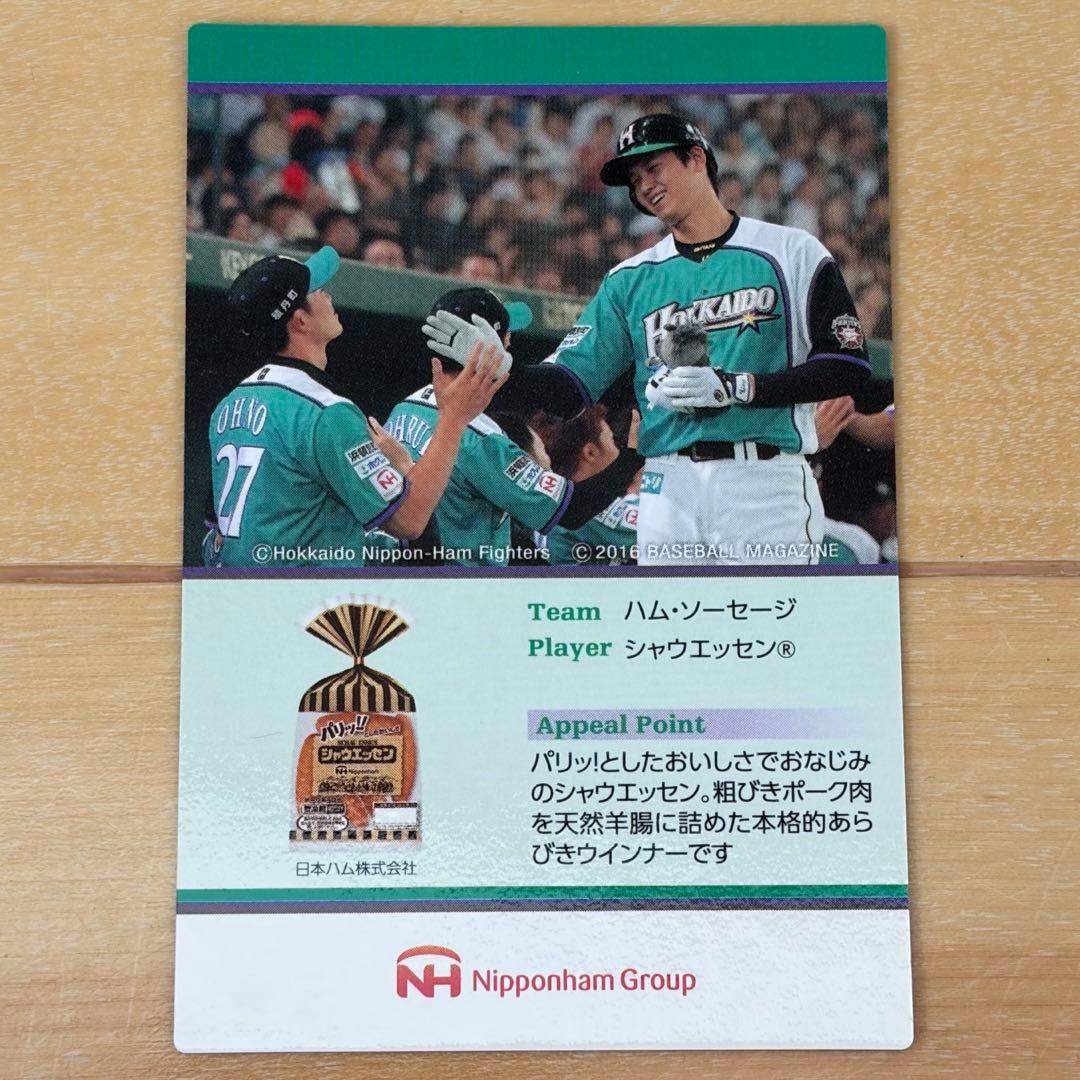 H
HOKKAIDO
FIGHTERS
OHNO
27
NH
NH
©Hokkaido Nippon-Ham Fighters © 2016 BASEBALL MAGAZINE
Team ハム・ソーセージ
Player シャウエッセン®
Appeal Point
パリッ!としたおいしさでおなじみ
のシャウエッセン。粗びきポーク肉
を天然羊腸に詰めた本格的あら
びきウインナーです
パリッ!!
シャウエッセン
NH Nipponham
日本ハム株式会社
NH Nipponham Group